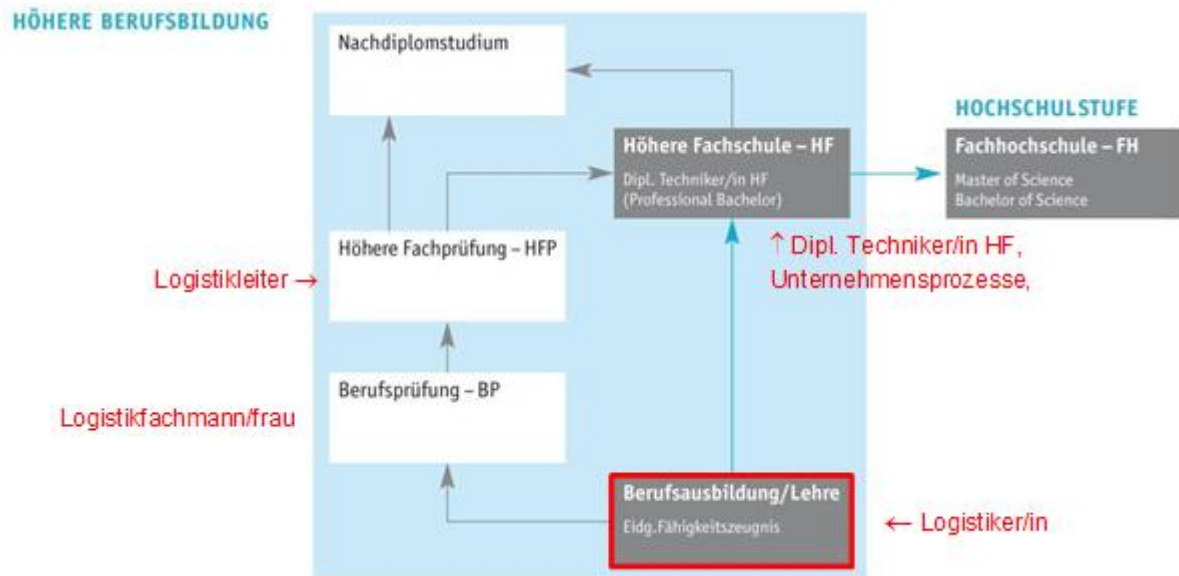 HÖHERE BERUFSBILDUNG
Nachdiplomstudium
HOCHSCHULSTUFE
Höhere Fachschule – HF
Dipl. Techniker/in HF
(Professional Bachelor)
Fachhochschule – FH
Master of Science
Bachelor of Science
↑ Dipl. Techniker/in HF,
Unternehmensprozesse,
Höhere Fachprüfung – HFP
Logistikleiter →
Berufsprüfung – BP
Logistikfachmann/frau
Berufsausbildung/Lehre
Eidg.Fähigkeitszeugnis
← Logistiker/in